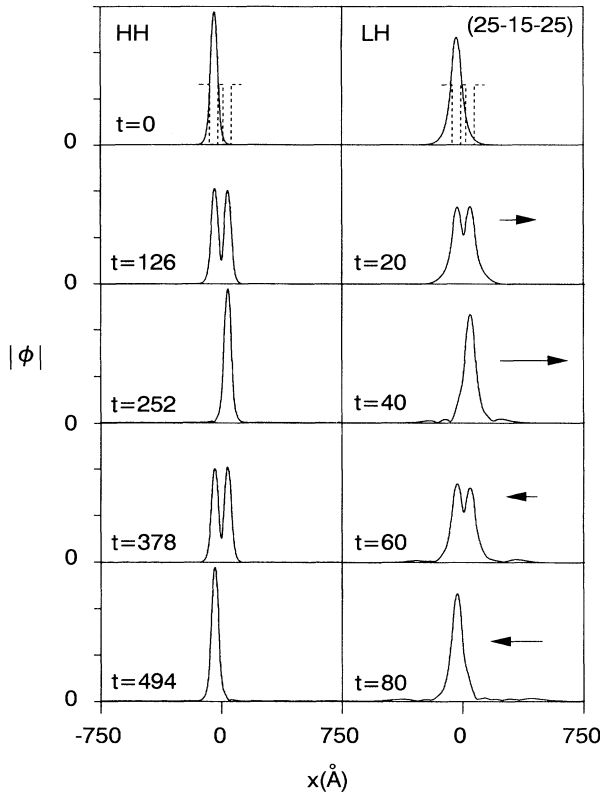 HH
LH
(25-15-25)
t=0
0
t=126
t=20
0
t=252
t=40
0
|ϕ|
t=378
t=60
0
t=494
t=80
0
-750 0 750 0 750
x(Å)